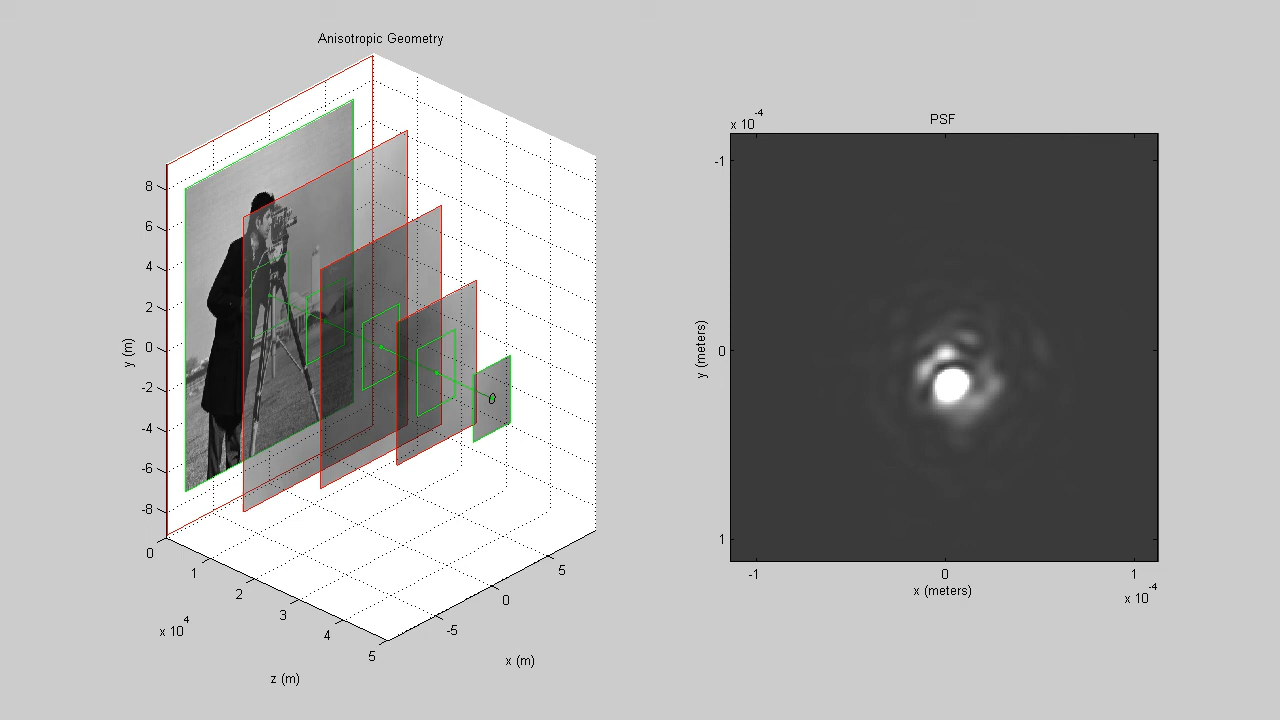 Anisotropic Geometry
8
6
4
2
0
-2
-4
-6
-8
y (m)
0
1
2
3
4
5
x 10^4
z (m)
-5
0
5
x (m)
PSF
x 10^-4
-1
0
1
y (meters)
-1
0
1
x (meters)
x 10^-4